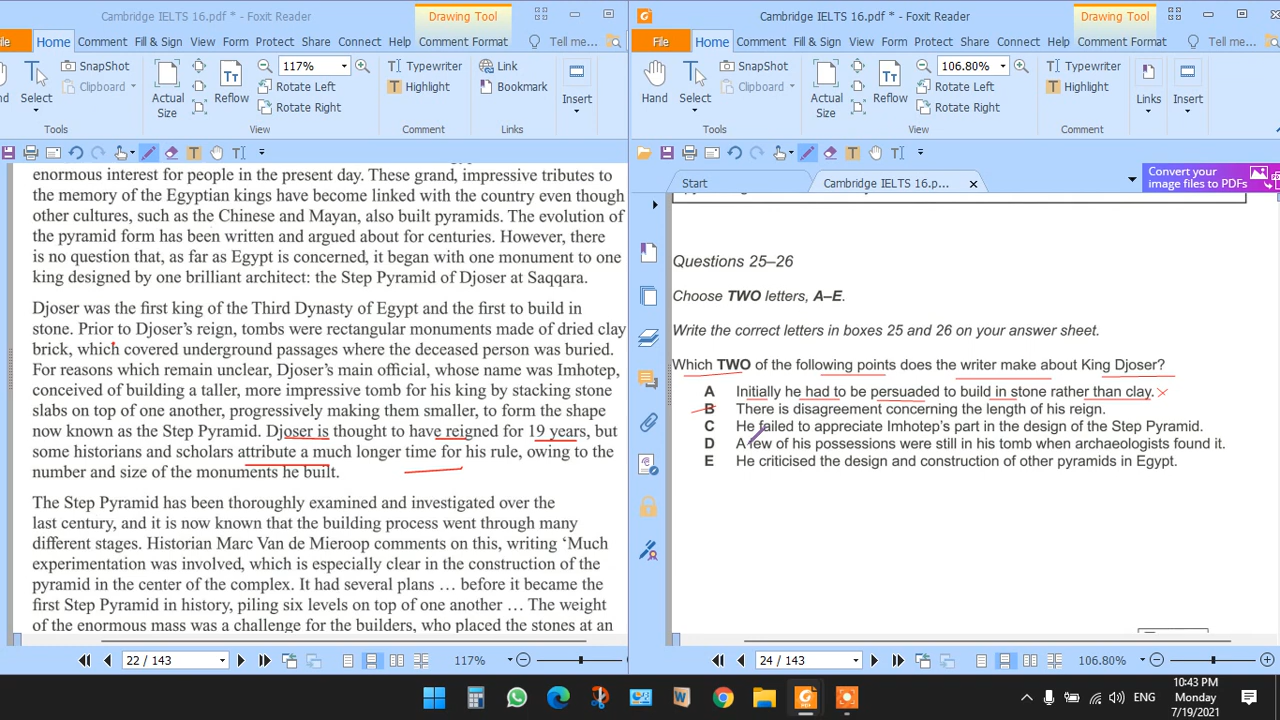 Cambridge IELTS 16.pdf * - Foxit Reader
Drawing Tool
Home Comment Fill & Sign View Form Protect Share Connect Help Comment Format Tell me...
SnapShot
Clipboard
Select
Actual Size
Reflow
117%
Rotate Left
Rotate Right
Typewriter
Highlight
Link
Bookmark
Insert
Tools View Comment Links
enormous interest for people in the present day. These grand, impressive tributes to
the memory of the Egyptian kings have become linked with the country even though
other cultures, such as the Chinese and Mayan, also built pyramids. The evolution of
the pyramid form has been written and argued about for centuries. However, there
is no question that, as far as Egypt is concerned, it began with one monument to one
king designed by one brilliant architect: the Step Pyramid of Djoser at Saqqara.
Djoser was the first king of the Third Dynasty of Egypt and the first to build in
stone. Prior to Djoser's reign, tombs were rectangular monuments made of dried clay
brick, which covered underground passages where the deceased person was buried.
For reasons which remain unclear, Djoser's main official, whose name was Imhotep,
conceived of building a taller, more impressive tomb for his king by stacking stone
slabs on top of one another, progressively making them smaller, to form the shape
now known as the Step Pyramid. Djoser is thought to have reigned for 19 years, but
some historians and scholars attribute a much longer time for his rule, owing to the
number and size of the monuments he built.
The Step Pyramid has been thoroughly examined and investigated over the
last century, and it is now known that the building process went through many
different stages. Historian Marc Van de Mieroop comments on this, writing ‘Much
experimentation was involved, which is especially clear in the construction of the
pyramid in the center of the complex. It had several plans … before it became the
first Step Pyramid in history, piling six levels on top of one another … The weight
of the enormous mass was a challenge for the builders, who placed the stones at an
22 / 143
117%
Cambridge IELTS 16.pdf * - Foxit Reader
Drawing Tool
File Home Comment Fill & Sign View Form Protect Share Connect Help Comment Format Tell me...
Hand
Select
SnapShot
Clipboard
Actual Size
Reflow
106.80%
Rotate Left
Rotate Right
Typewriter
Highlight
Links
Insert
Tools View Comment
Start
Cambridge IELTS 16.p...
Convert your
image files to PDFs
Questions 25–26
Choose TWO letters, A–E.
Write the correct letters in boxes 25 and 26 on your answer sheet.
Which TWO of the following points does the writer make about King Djoser?
A Initially he had to be persuaded to build in stone rather than clay.
B There is disagreement concerning the length of his reign.
C He failed to appreciate Imhotep's part in the design of the Step Pyramid.
D A few of his possessions were still in his tomb when archaeologists found it.
E He criticised the design and construction of other pyramids in Egypt.
24 / 143
106.80%
ENG
10:43 PM
Monday
7/19/2021